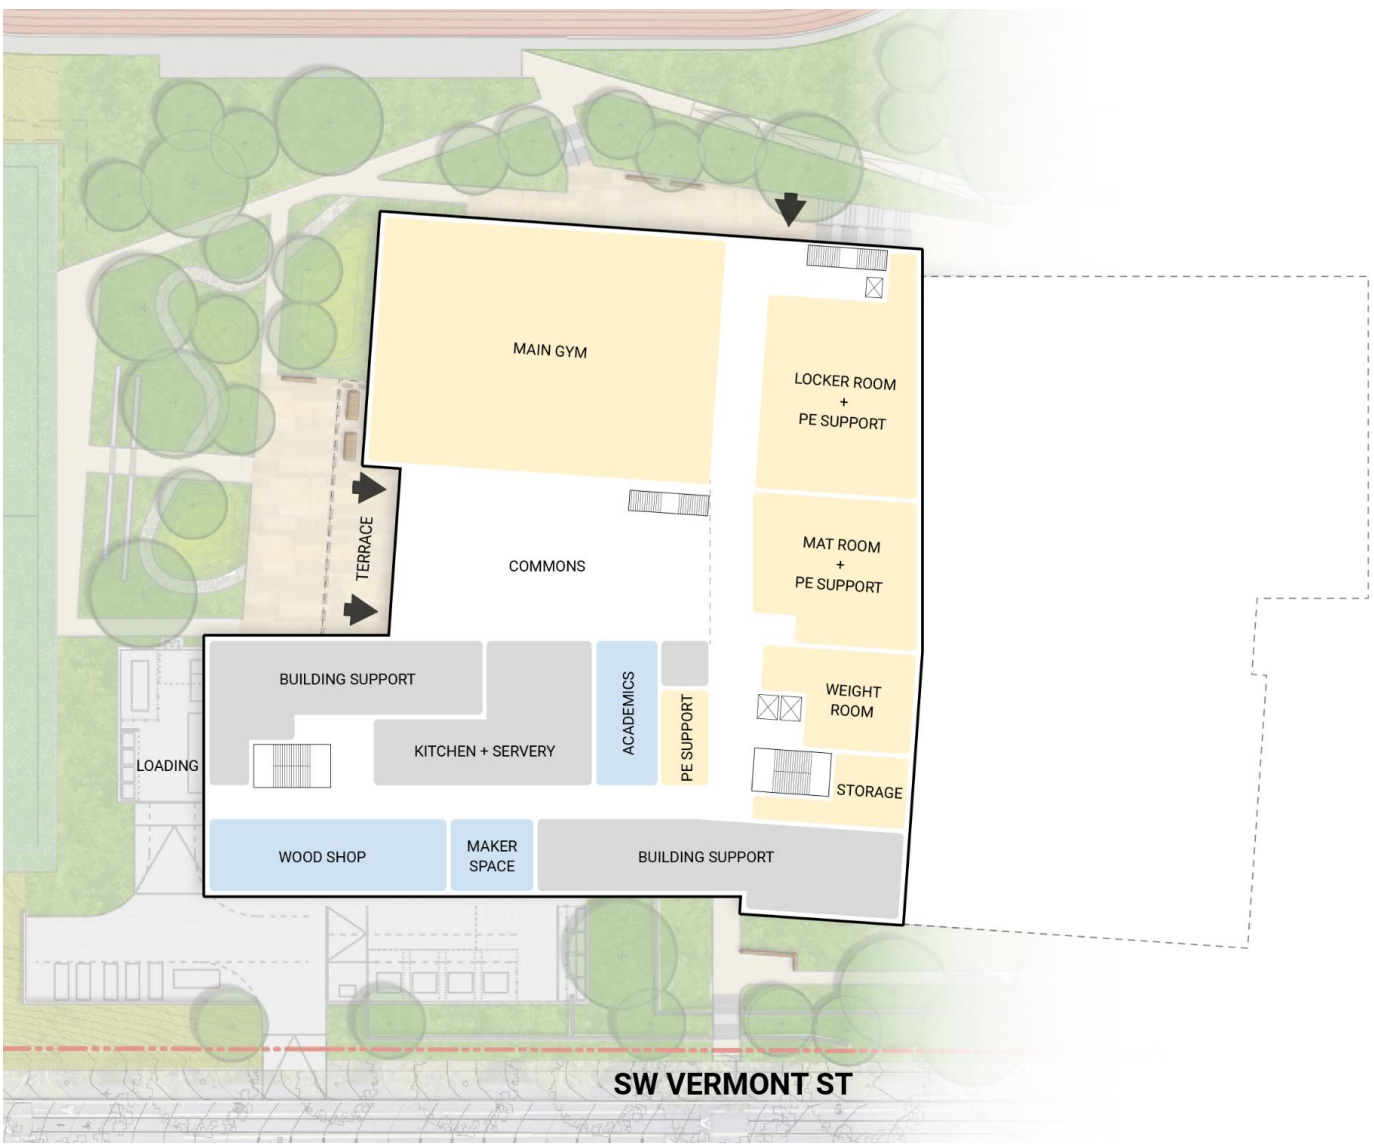 MAIN GYM
LOCKER ROOM
+
PE SUPPORT
TERRACE
COMMONS
MAT ROOM
+
PE SUPPORT
BUILDING SUPPORT
ACADEMICS
PE SUPPORT
WEIGHT
ROOM
LOADING
KITCHEN + SERVERY
STORAGE
WOOD SHOP
MAKER
SPACE
BUILDING SUPPORT
SW VERMONT ST